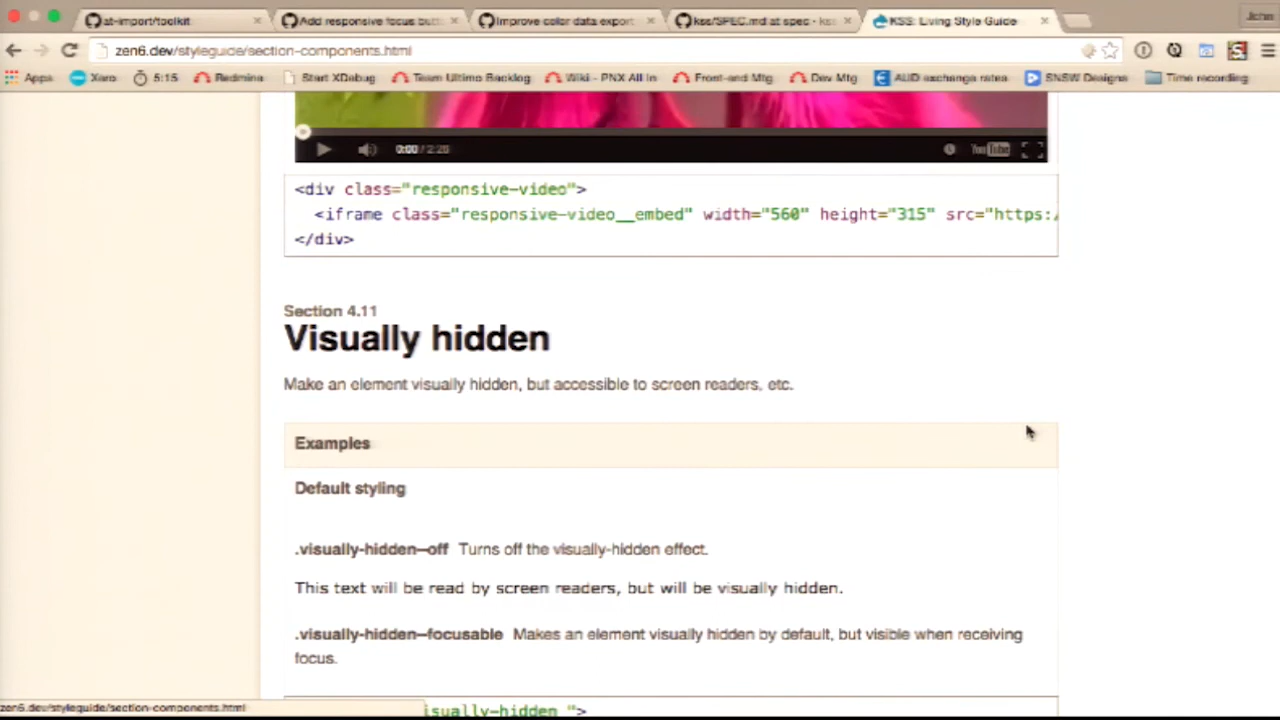 at-import/toolkit
Add responsive focus but
Improve color data export
kss/SPEC.md at spec · kss
KSS: Living Style Guide
John
zen6.dev/styleguide/section-components.html
Apps
Xero
5:15
Redmine
Start XDebug
Team Ultimo Backlog
Wiki - PNX All In
Front-end Mtg
Dev Mtg
AUD exchange rates
SNSW Designs
Time recording
0:00 / 2:20
YouTube
<div class="responsive-video">
<iframe class="responsive-video__embed" width="560" height="315" src="https:/
</div>
Section 4.11
Visually hidden
Make an element visually hidden, but accessible to screen readers, etc.
Examples
Default styling
.visually-hidden--off Turns off the visually-hidden effect.
This text will be read by screen readers, but will be visually hidden.
.visually-hidden--focusable Makes an element visually hidden by default, but visible when receiving
focus.
zen6.dev/styleguide/section-components.html
isually-hidden ">